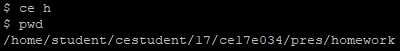 $ ce h
$ pwd
/home/student/cestudent/17/ce17e034/pres/homework